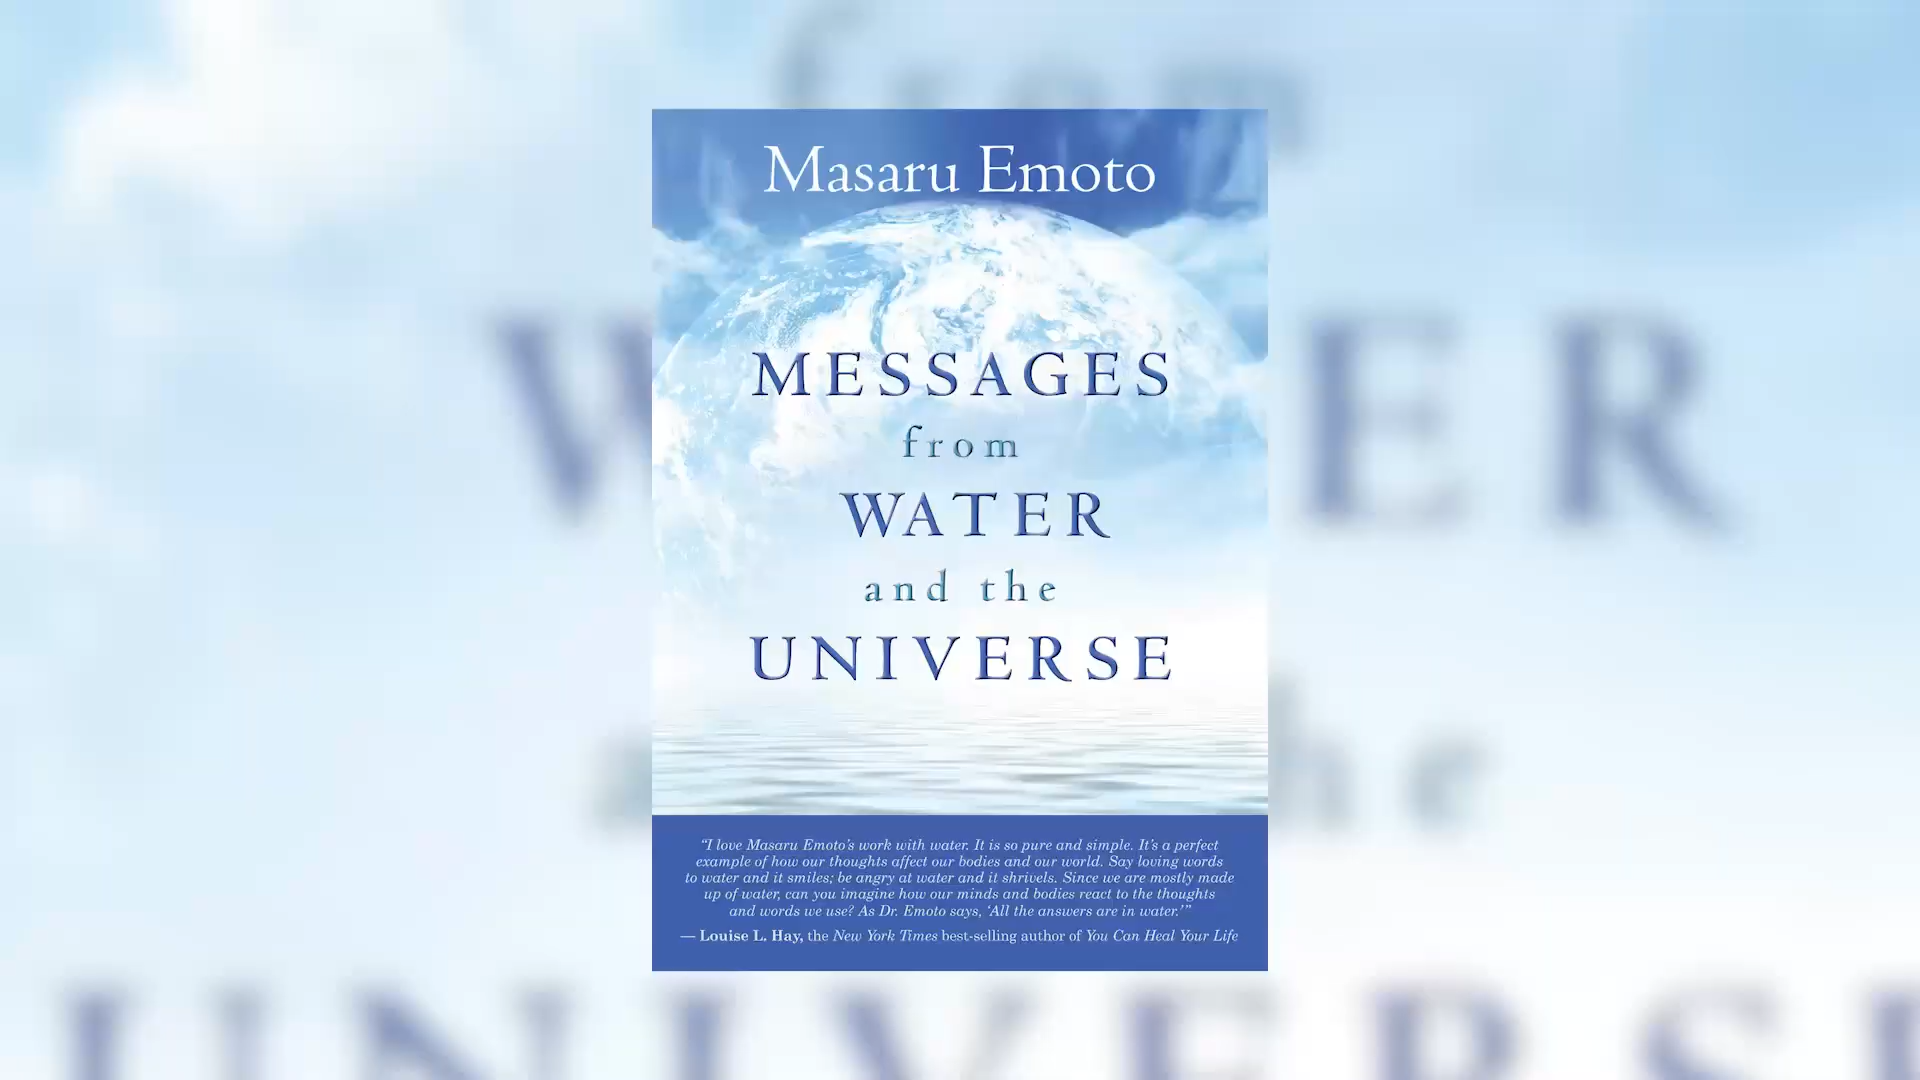 Masaru Emoto
MESSAGES
from
WATER
and the
UNIVERSE
“I love Masaru Emoto’s work with water. It is so pure and simple. It’s a perfect
example of how our thoughts affect our bodies and our world. Say loving words
to water and it smiles; be angry at water and it shrivels. Since we are mostly made
up of water, can you imagine how our minds and bodies react to the thoughts
and words we use? As Dr. Emoto says, ‘All the answers are in water.’”
— Louise L. Hay, the New York Times best-selling author of You Can Heal Your Life